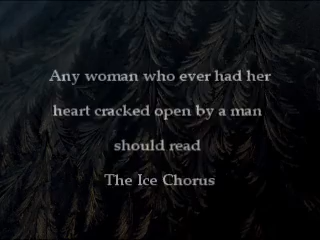 Any woman who ever had her
heart cracked open by a man
should read
The Ice Chorus